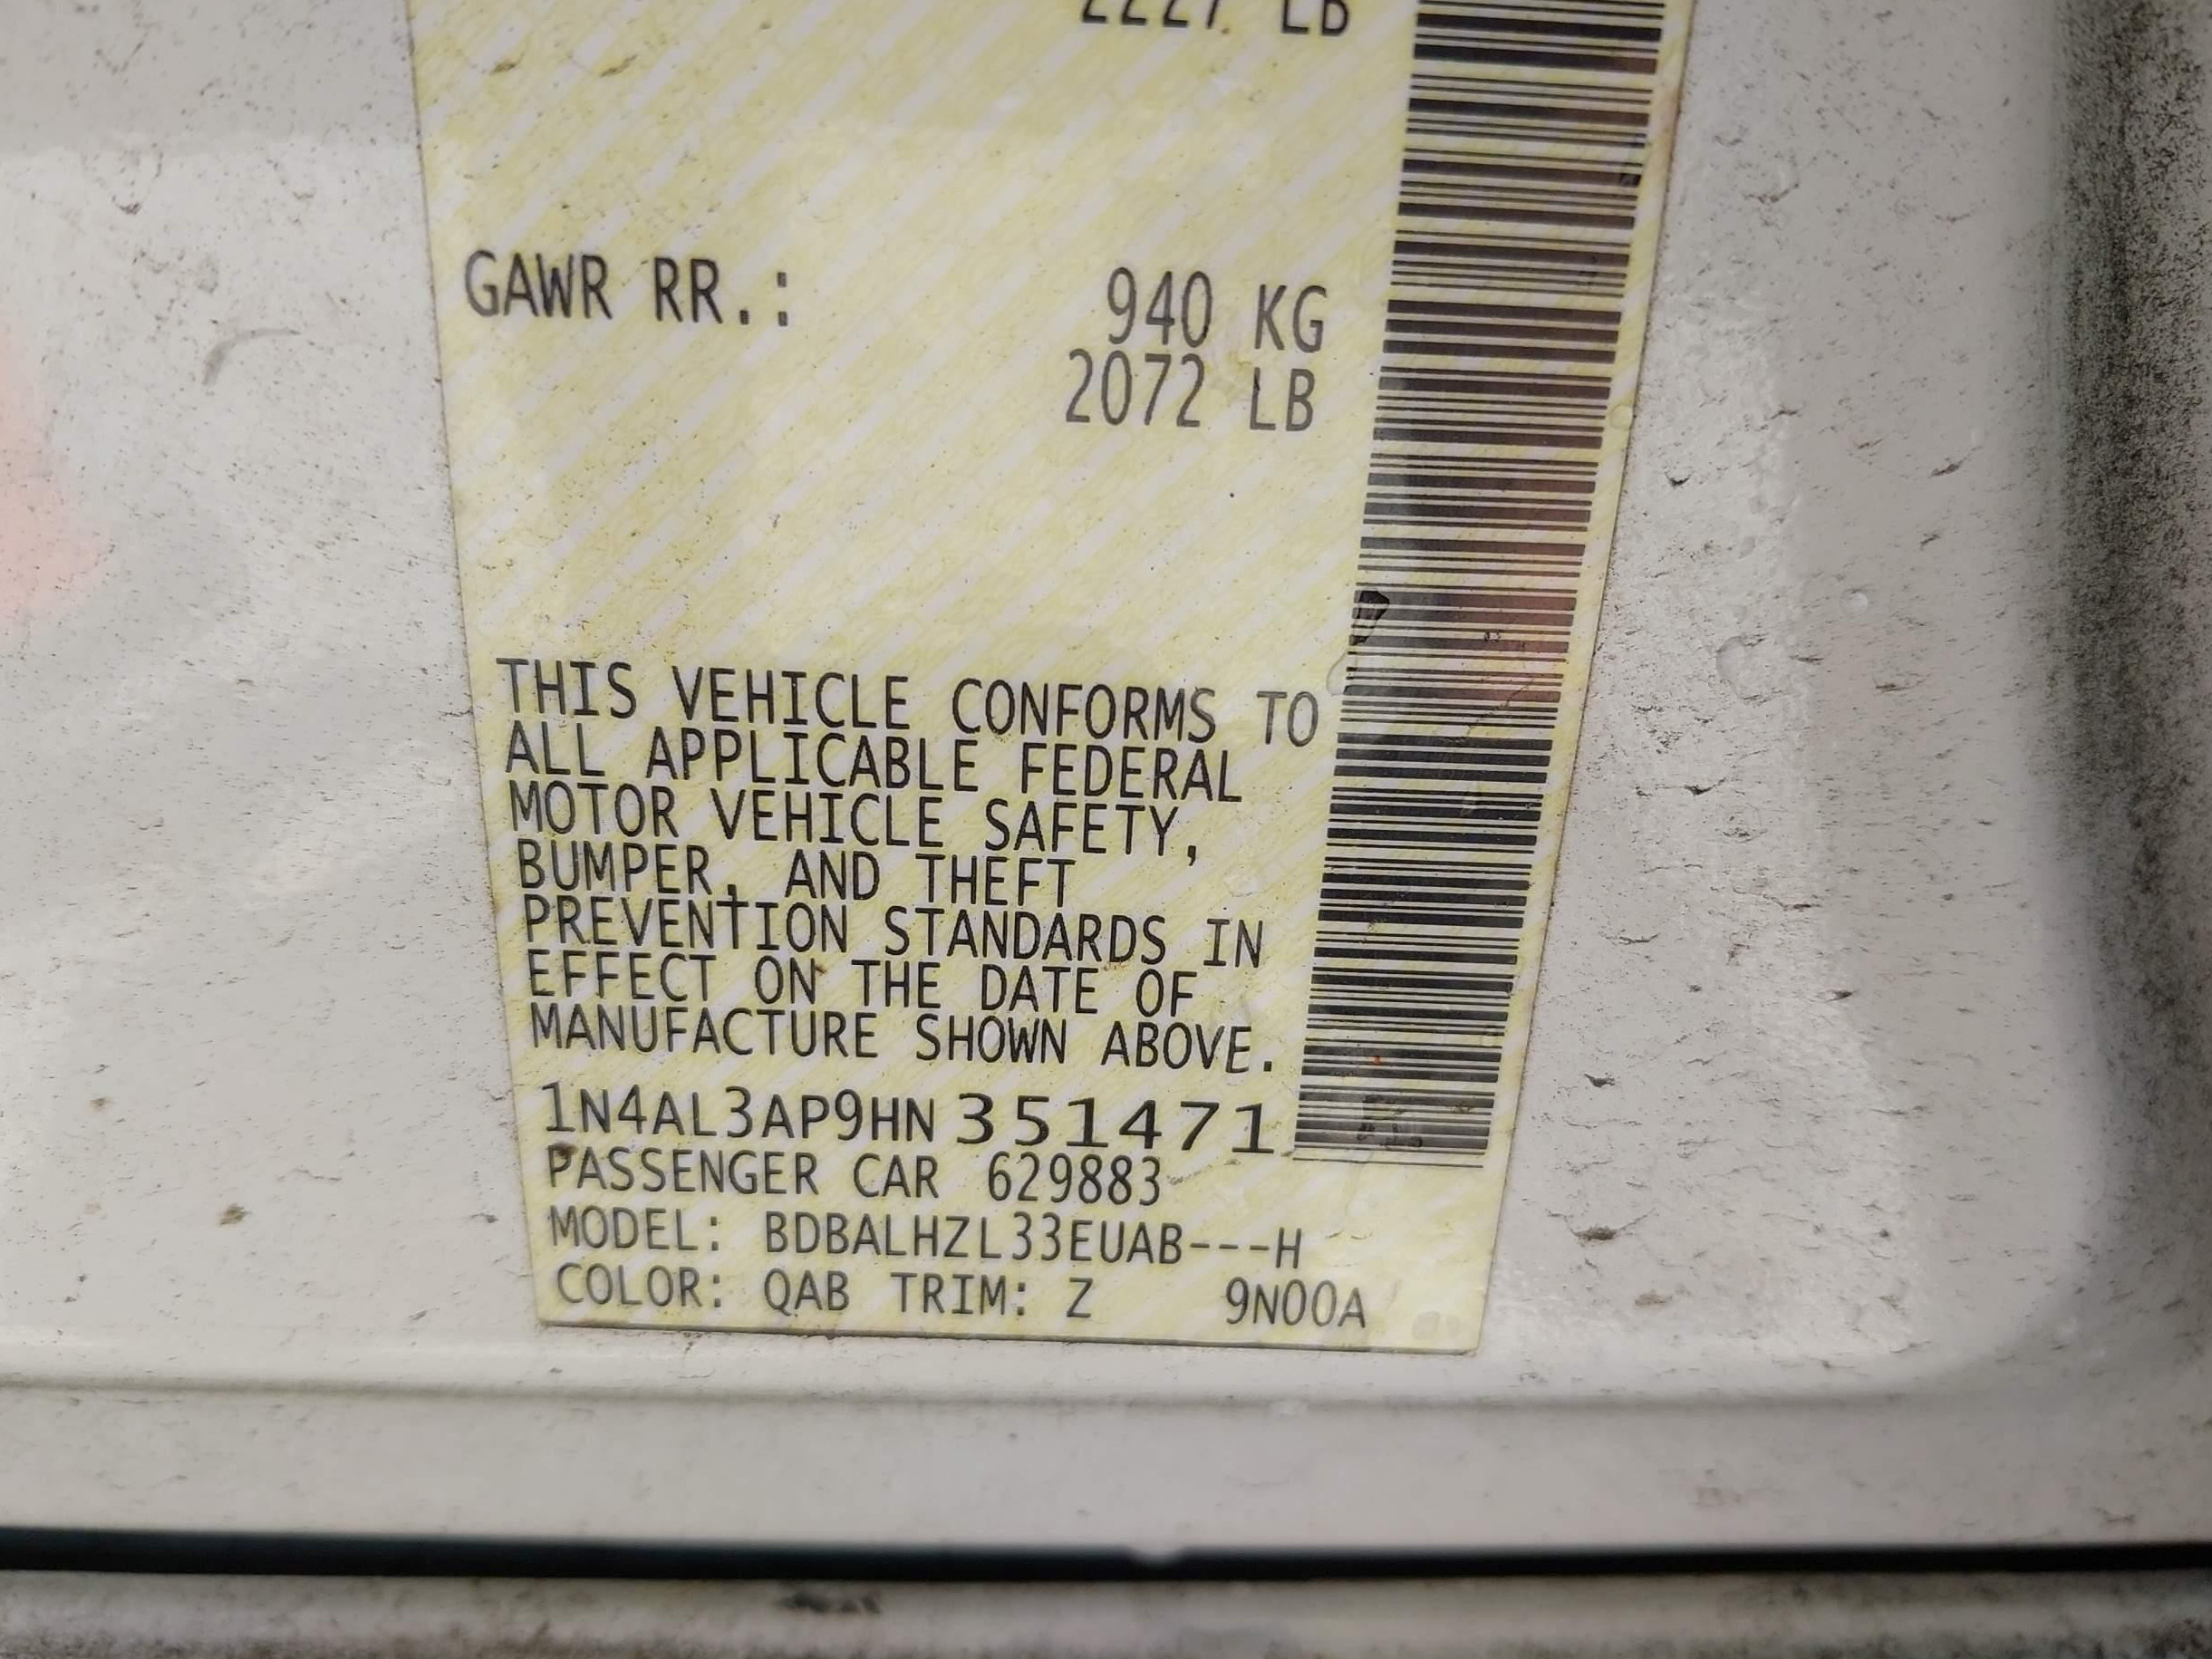 2227 LB
GAWR RR.: 940 KG
2072 LB
THIS VEHICLE CONFORMS TO
ALL APPLICABLE FEDERAL
MOTOR VEHICLE SAFETY,
BUMPER, AND THEFT
PREVENTION STANDARDS IN
EFFECT ON THE DATE OF
MANUFACTURE SHOWN ABOVE.
1N4AL3AP9HN351471
PASSENGER CAR 629883
MODEL: BDBALHZL33EUAB---H
COLOR: QAB TRIM: Z 9N00A